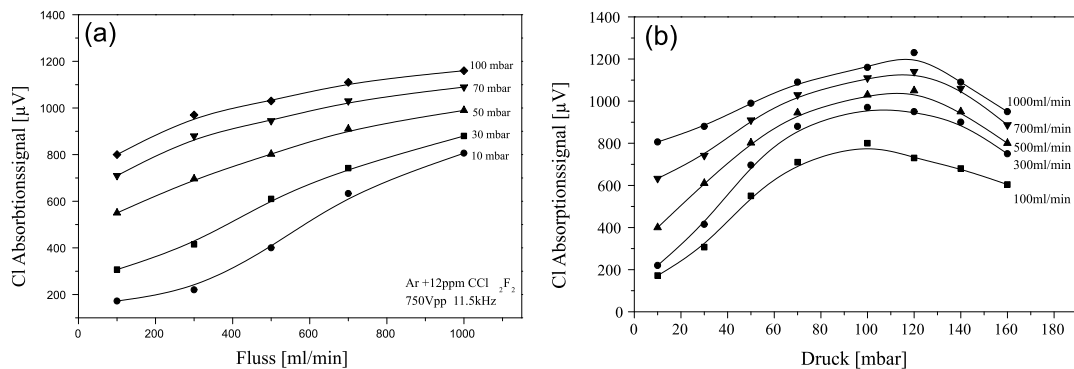 (a)
1400
1200
1000
800
600
400
200
Cl Absorbtionssignal [µV]
100 mbar
70 mbar
50 mbar
30 mbar
10 mbar
Ar +12ppm CCl ₂F₂
750Vpp 11.5kHz
0 200 400 600 800 1000
Fluss [ml/min]
(b)
1400
1200
1000
800
600
400
200
0
Cl Absorptionssignal [µV]
1000ml/min
700ml/min
500ml/min
300ml/min
100ml/min
0 20 40 60 80 100 120 140 160 180
Druck [mbar]